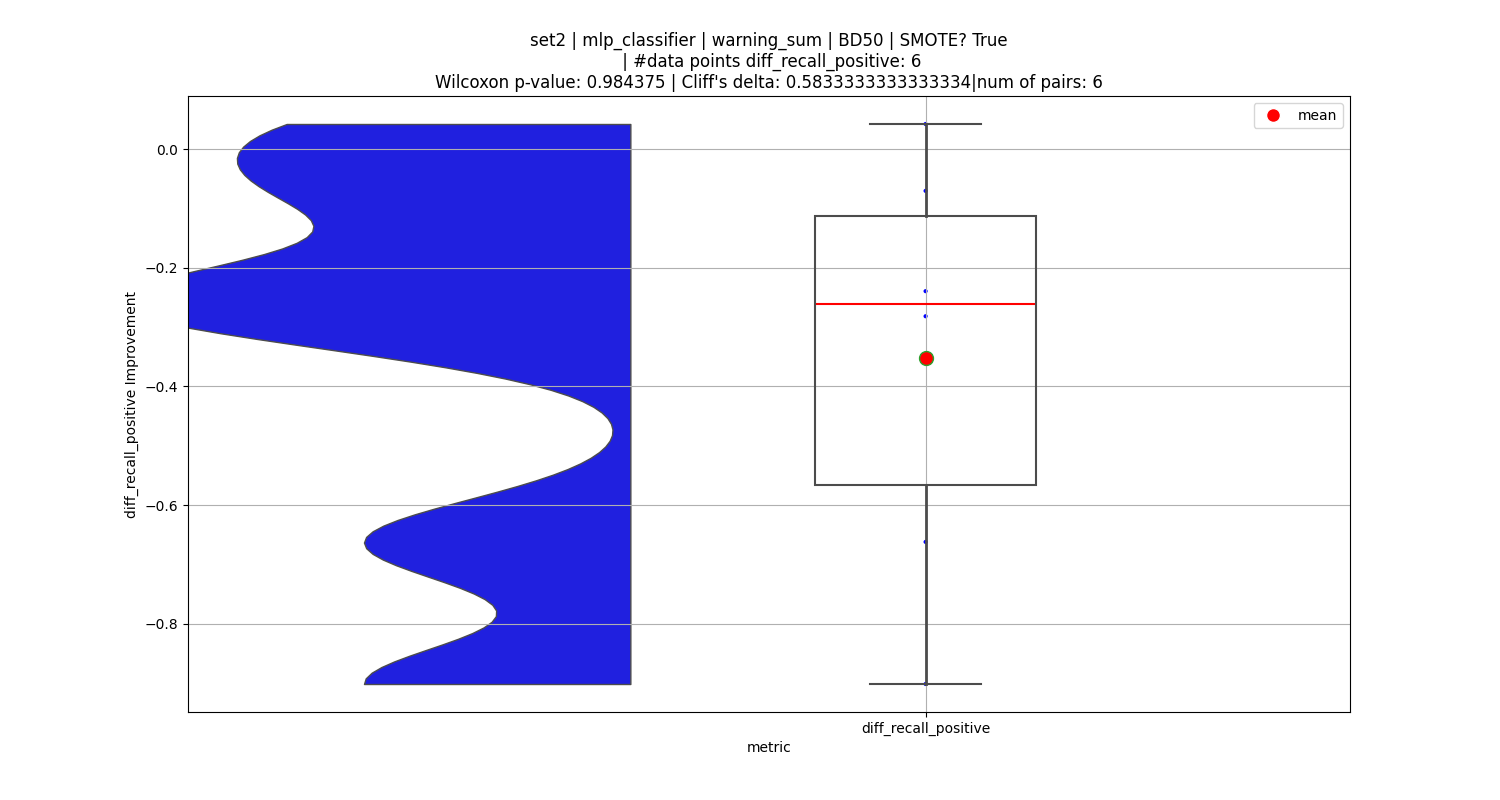 set2 | mlp_classifier | warning_sum | BD50 | SMOTE? True
| #data points diff_recall_positive: 6
Wilcoxon p-value: 0.984375 | Cliff's delta: 0.5833333333333334|num of pairs: 6
mean
0.0
−0.2
−0.4
−0.6
−0.8
diff_recall_positive Improvement
diff_recall_positive
metric